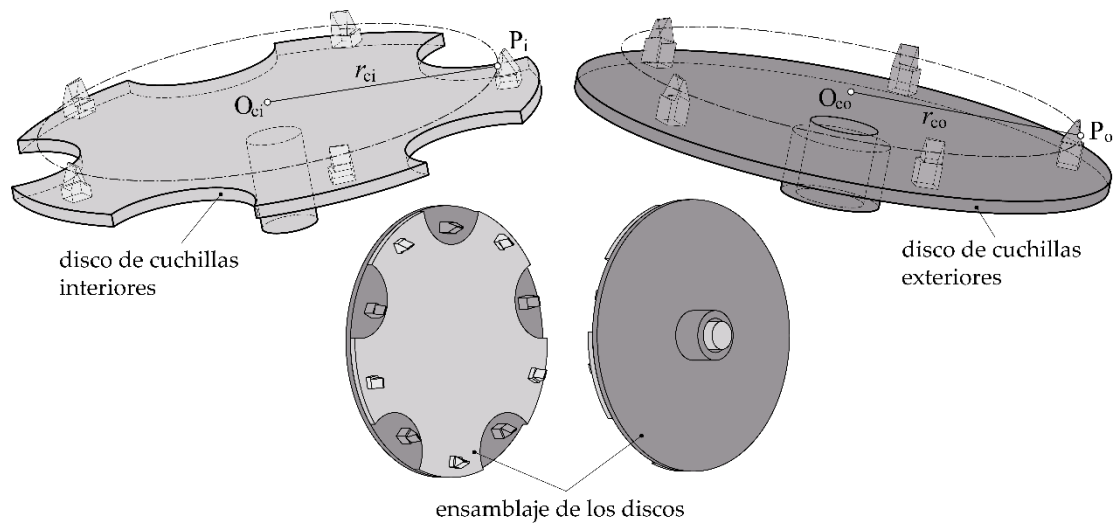 Pi
rci
Oci
Oco
rco
Po
disco de cuchillas
interiores
disco de cuchillas
exteriores
ensamblaje de los discos